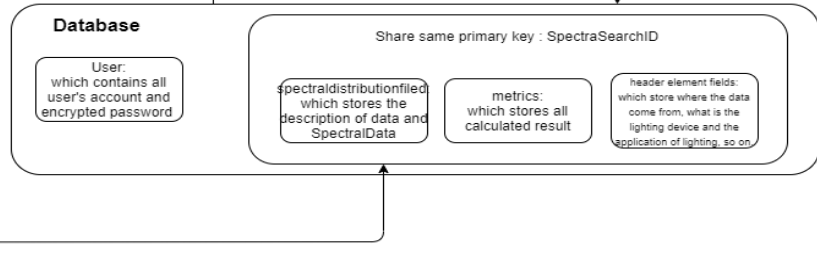 Database
Share same primary key : SpectraSearchID
User:
which contains all
user's account and
encrypted password
spectraldistributionfiled:
which stores the
description of data and
SpectralData
metrics:
which stores all
calculated result
header element fields:
which store where the data
come from, what is the
lighting device and the
application of lighting, so on